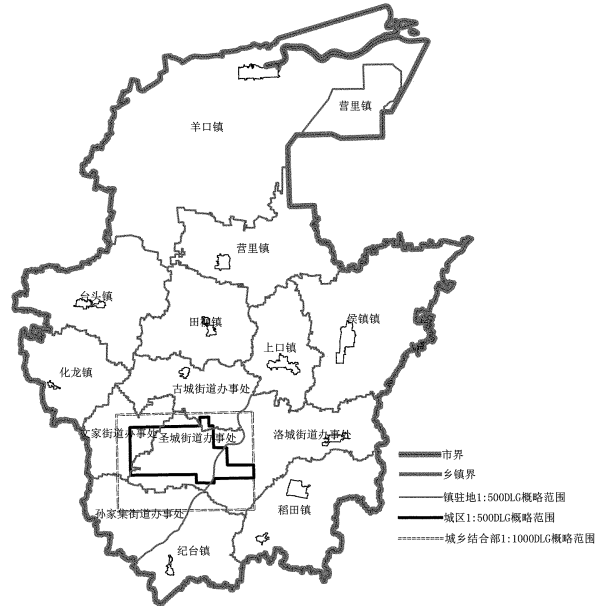 营里镇
羊口镇
营里镇
台头镇
田柳镇
侯镇镇
上口镇
化龙镇
古城街道办事处
文家街道办事处
圣城街道办事处
洛城街道办事处
稻田镇
孙家集街道办事处
纪台镇
市界
乡镇界
镇驻地1:500DLG概略范围
城区1:500DLG概略范围
城乡结合部1:1000DLG概略范围